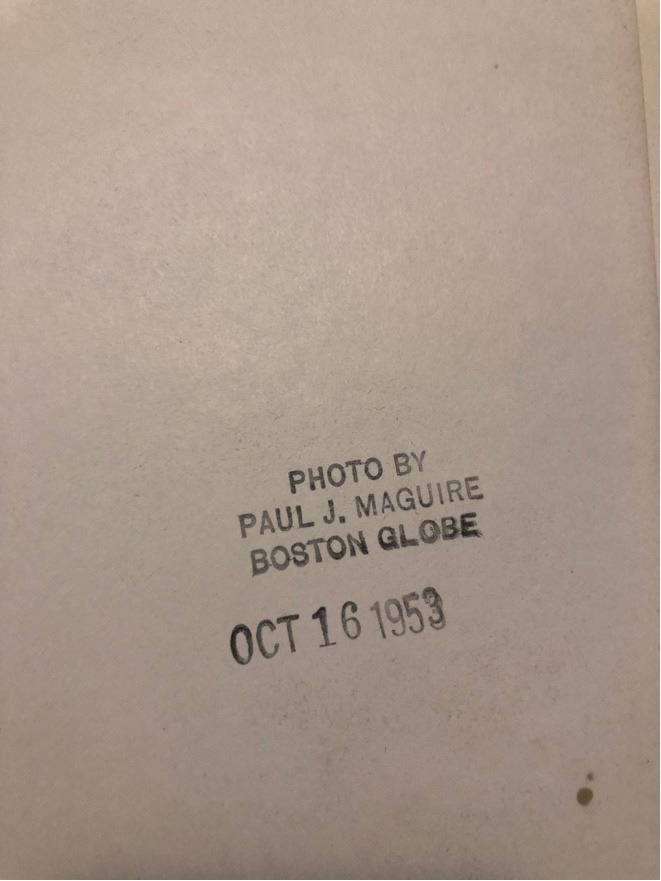 PHOTO BY
PAUL J. MAGUIRE
BOSTON GLOBE
OCT 16 1953